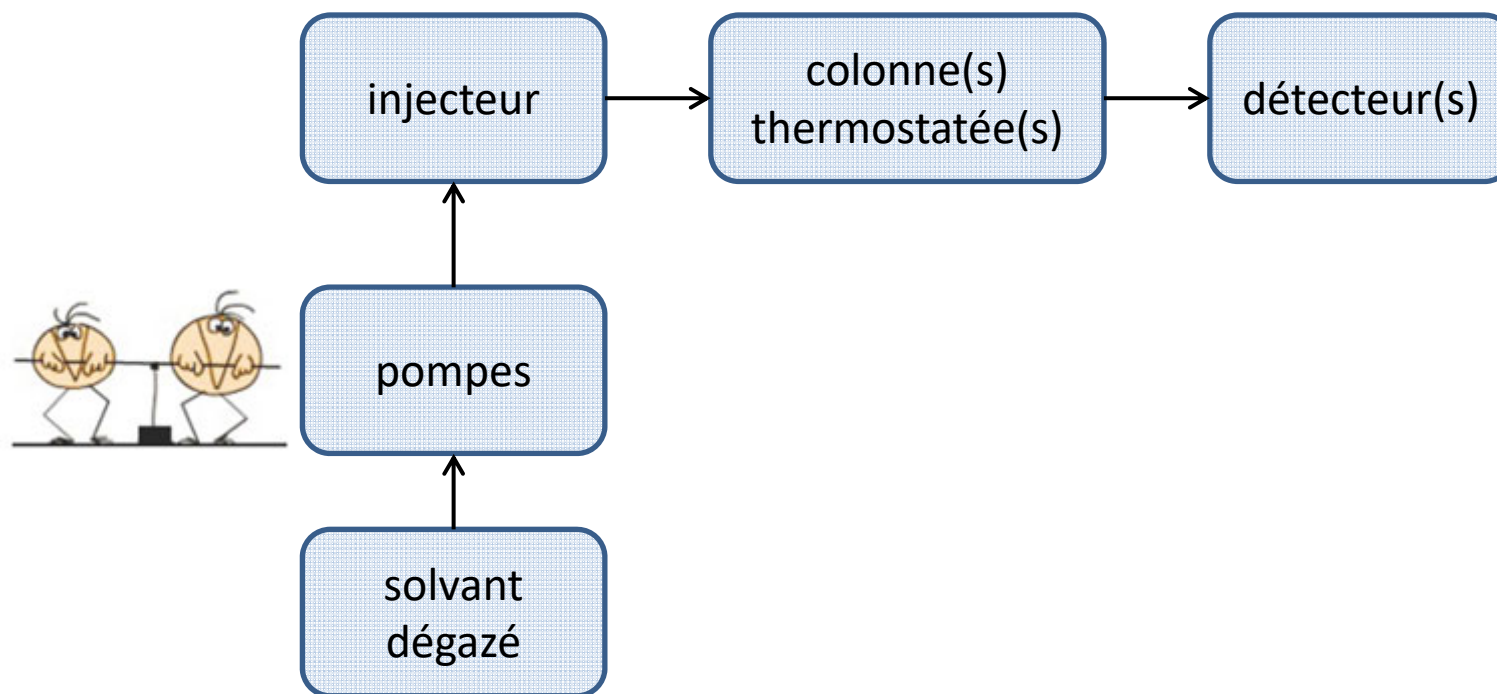 injecteur
colonne(s)
thermostatée(s)
détecteur(s)
pompes
solvant
dégazé